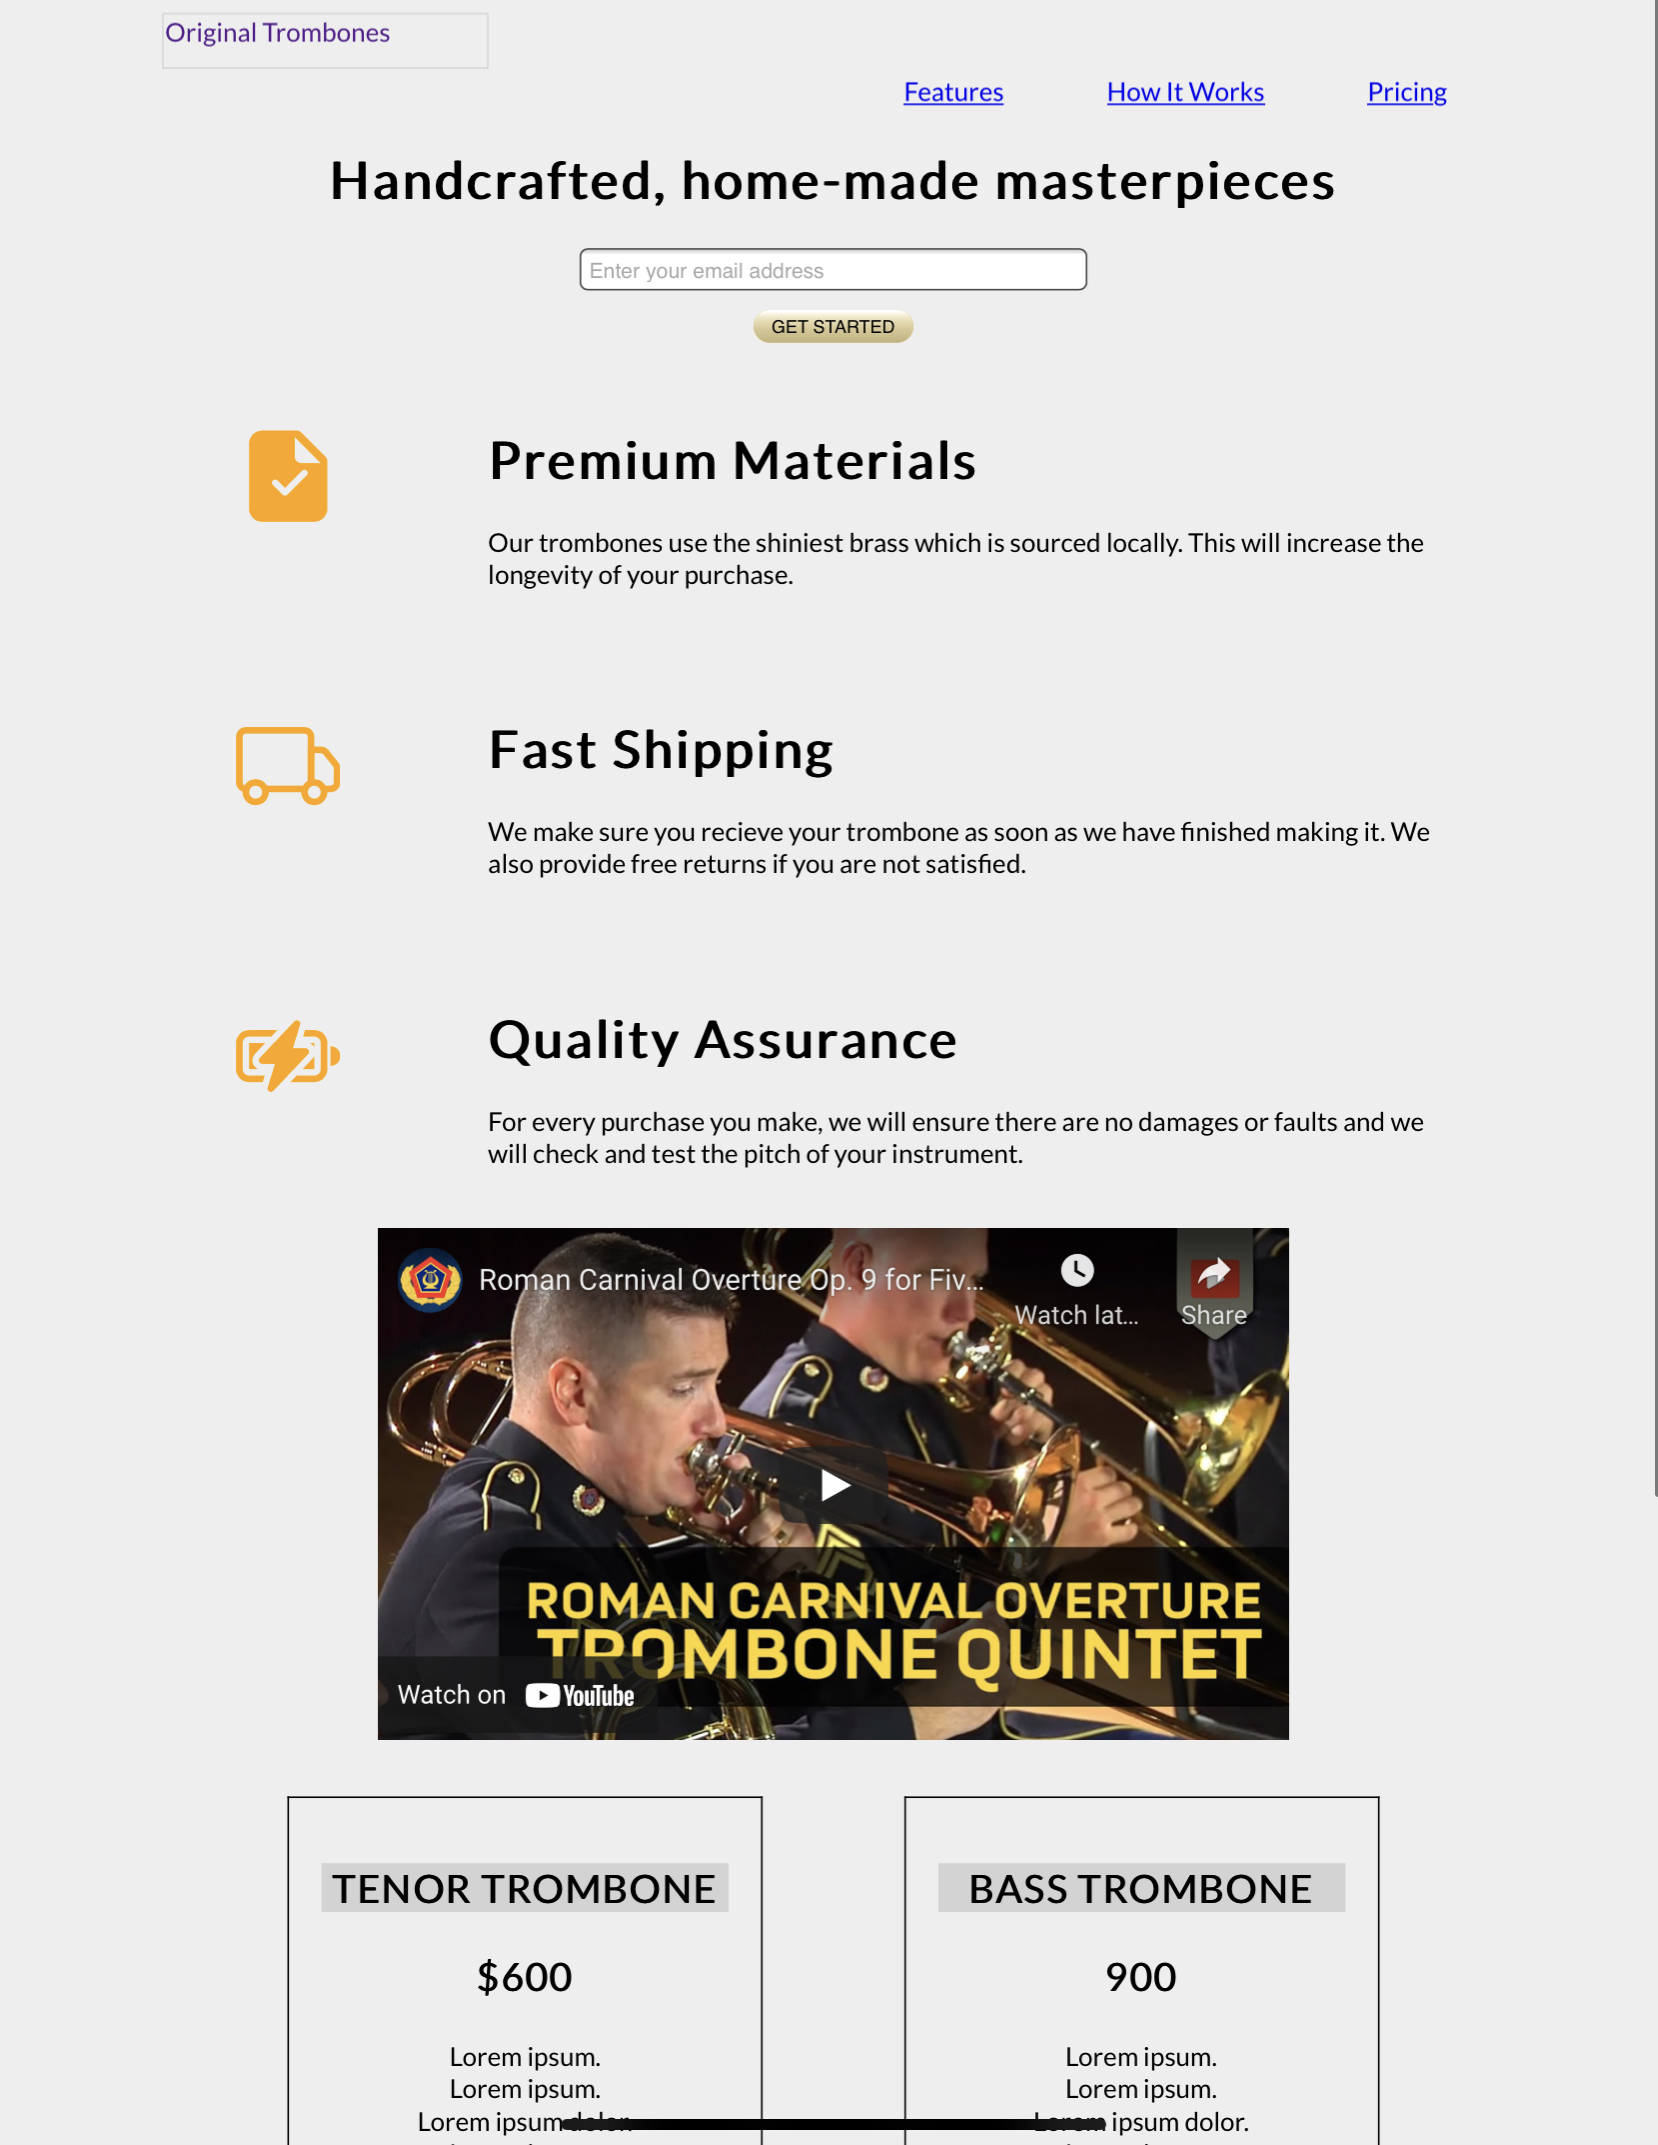 Original Trombones
Features How It Works Pricing
Handcrafted, home-made masterpieces
Enter your email address
GET STARTED
Premium Materials
Our trombones use the shiniest brass which is sourced locally. This will increase the
longevity of your purchase.
Fast Shipping
We make sure you recieve your trombone as soon as we have finished making it. We
also provide free returns if you are not satisfied.
Quality Assurance
For every purchase you make, we will ensure there are no damages or faults and we
will check and test the pitch of your instrument.
Roman Carnival Overture Op. 9 for Fiv...
Watch lat...
Share
ROMAN CARNIVAL OVERTURE
TROMBONE QUINTET
Watch on YouTube
TENOR TROMBONE
$600
Lorem ipsum.
Lorem ipsum.
Lorem ipsum dolor.
BASS TROMBONE
900
Lorem ipsum.
Lorem ipsum.
Lorem ipsum dolor.